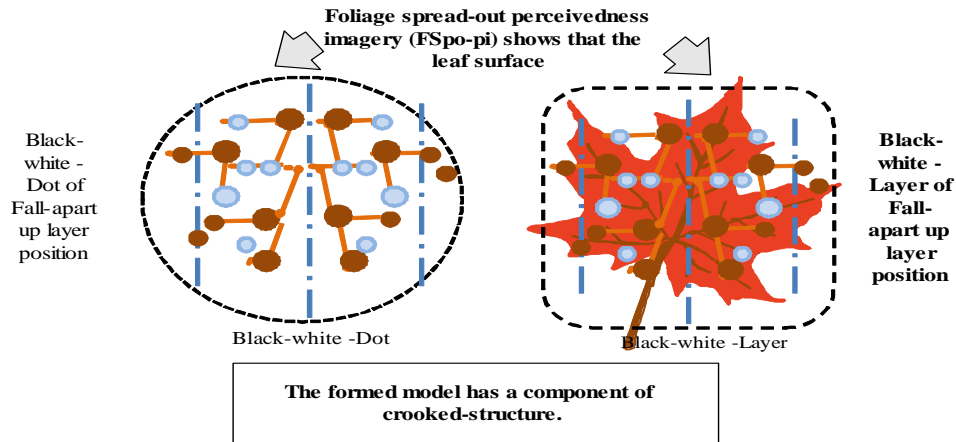 Foliage spread-out perceivedness
imagery (FSpo-pi) shows that the
leaf surface
Black-
white -
Dot of
Fall-apart
up layer
position
Black-
white -
Layer of
Fall-
apart up
layer
position
Black-white -Dot
Black-white -Layer
The formed model has a component of
crooked-structure.